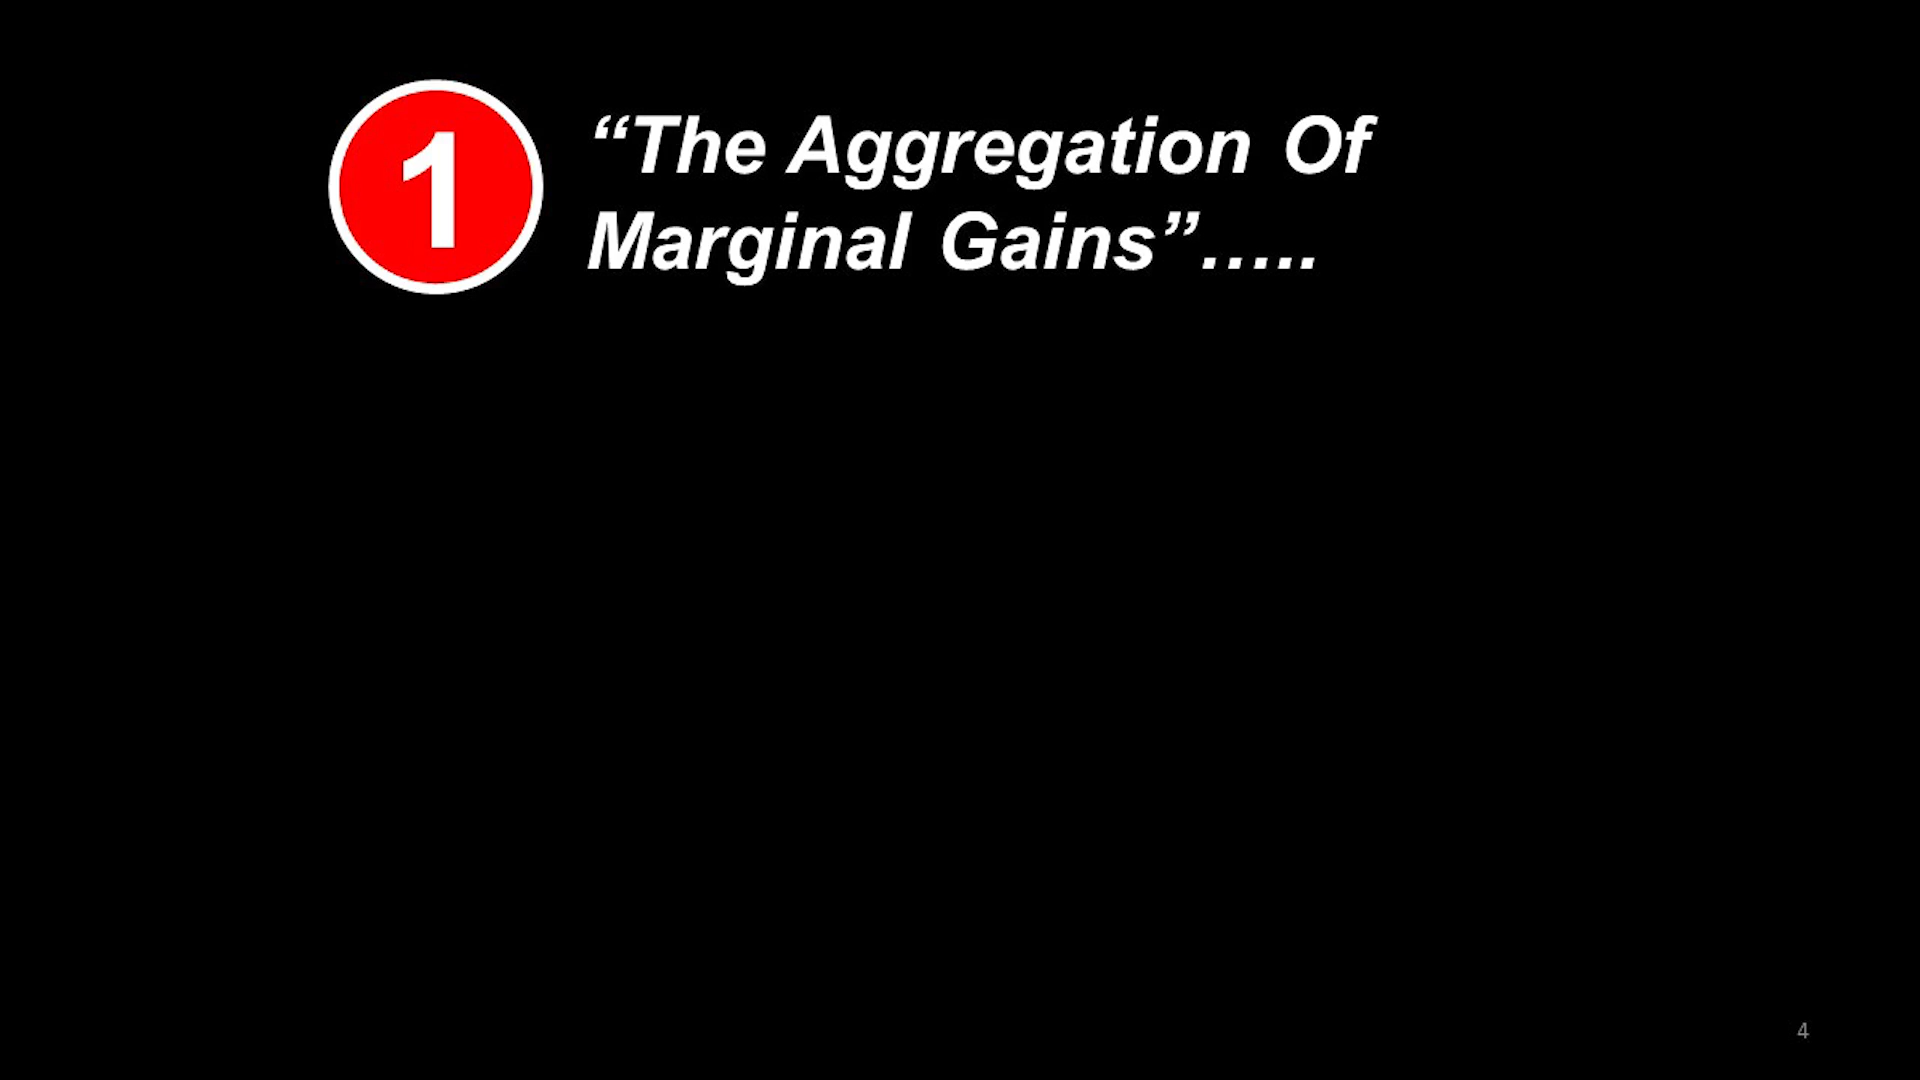 1
“The Aggregation Of
Marginal Gains”…..
4